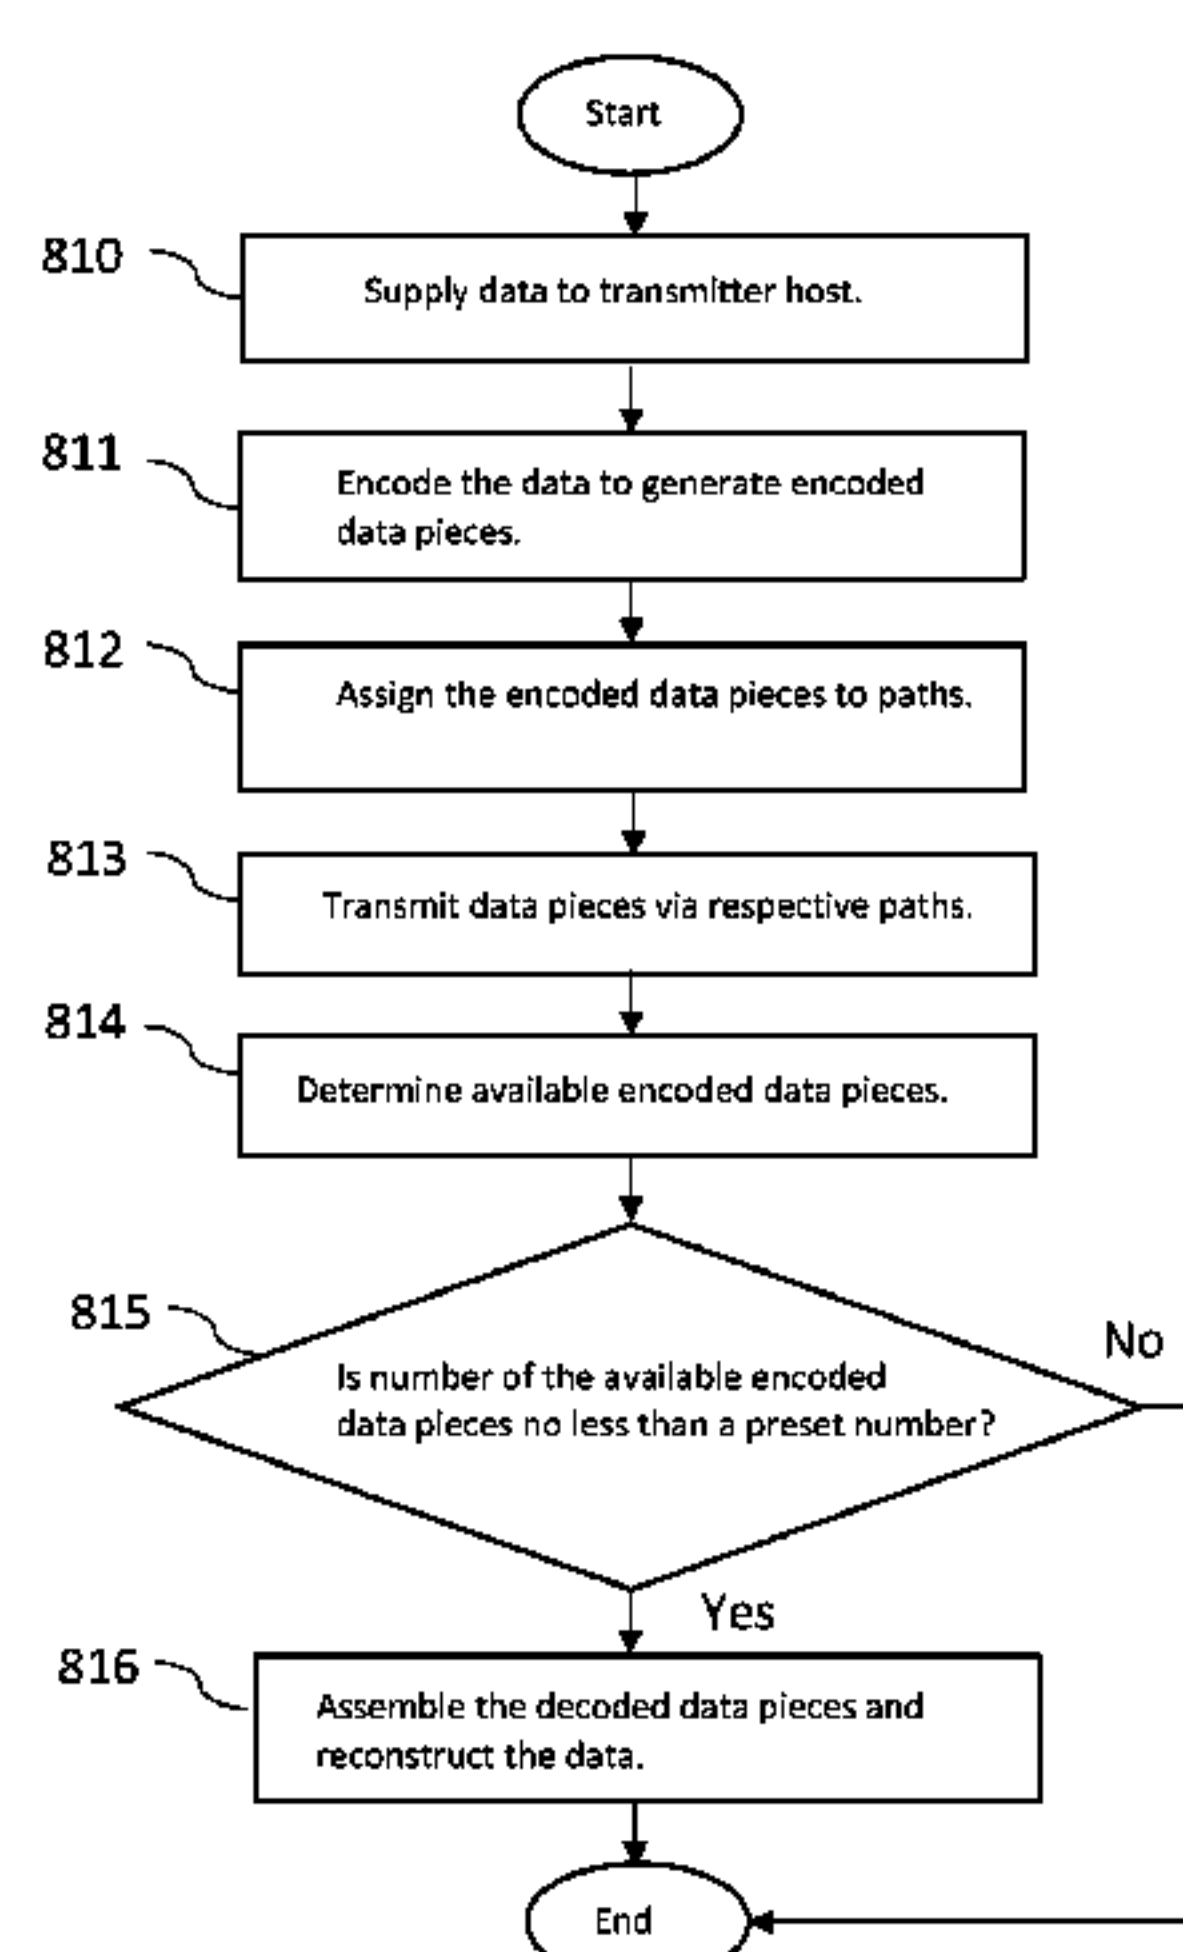 Start
810
Supply data to transmitter host.
811
Encode the data to generate encoded
data pieces.
812
Assign the encoded data pieces to paths.
813
Transmit data pieces via respective paths.
814
Determine available encoded data pieces.
815
Is number of the available encoded
data pieces no less than a preset number?
No
Yes
816
Assemble the decoded data pieces and
reconstruct the data.
End